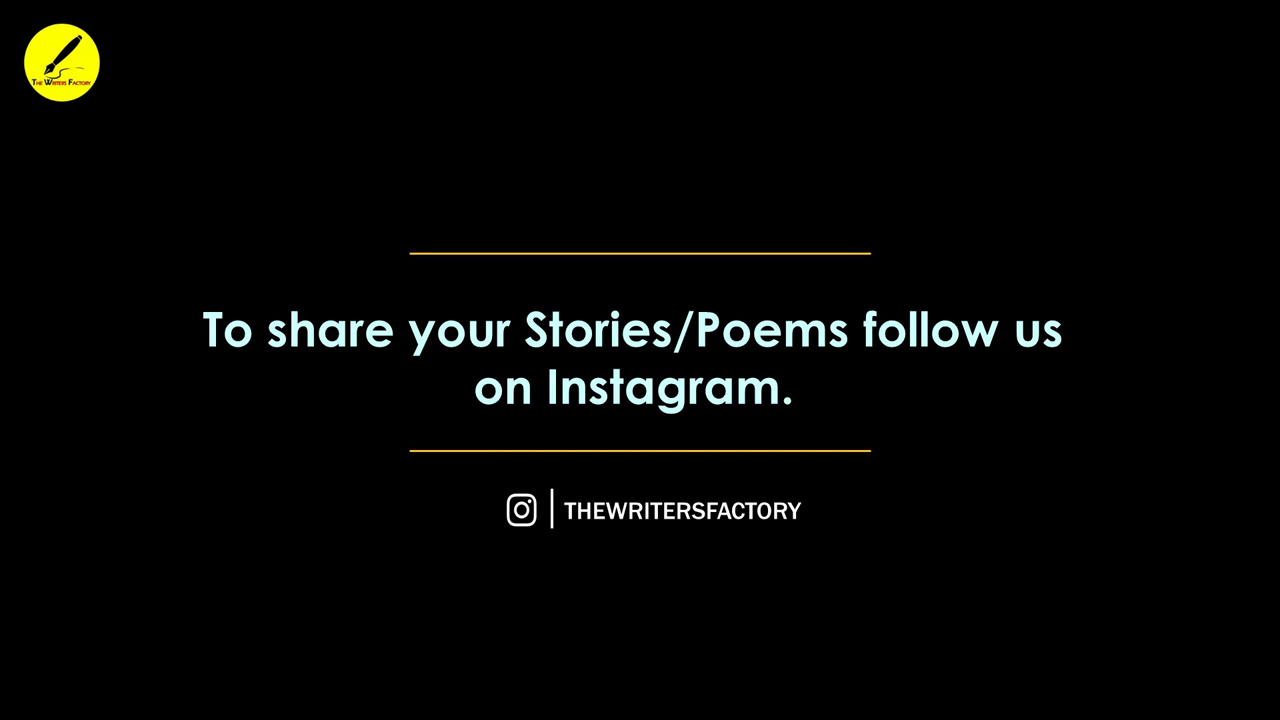 The Writers Factory
To share your Stories/Poems follow us
on Instagram.
THEWRITERSFACTORY